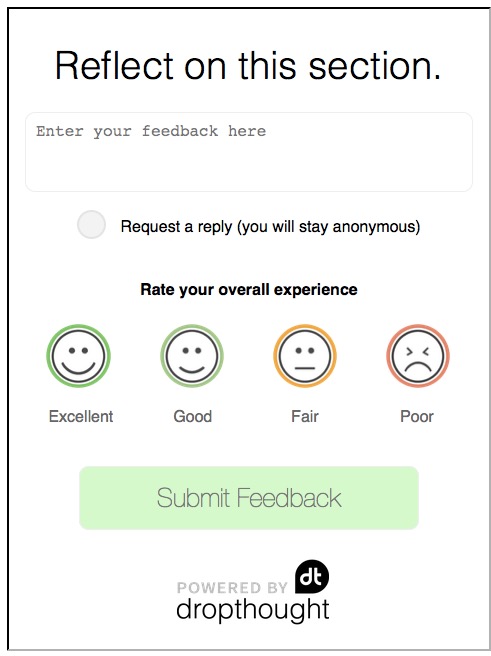 Reflect on this section.
Enter your feedback here
Request a reply (you will stay anonymous)
Rate your overall experience
Excellent Good Fair Poor
Submit Feedback
POWERED BY dt
dropthought